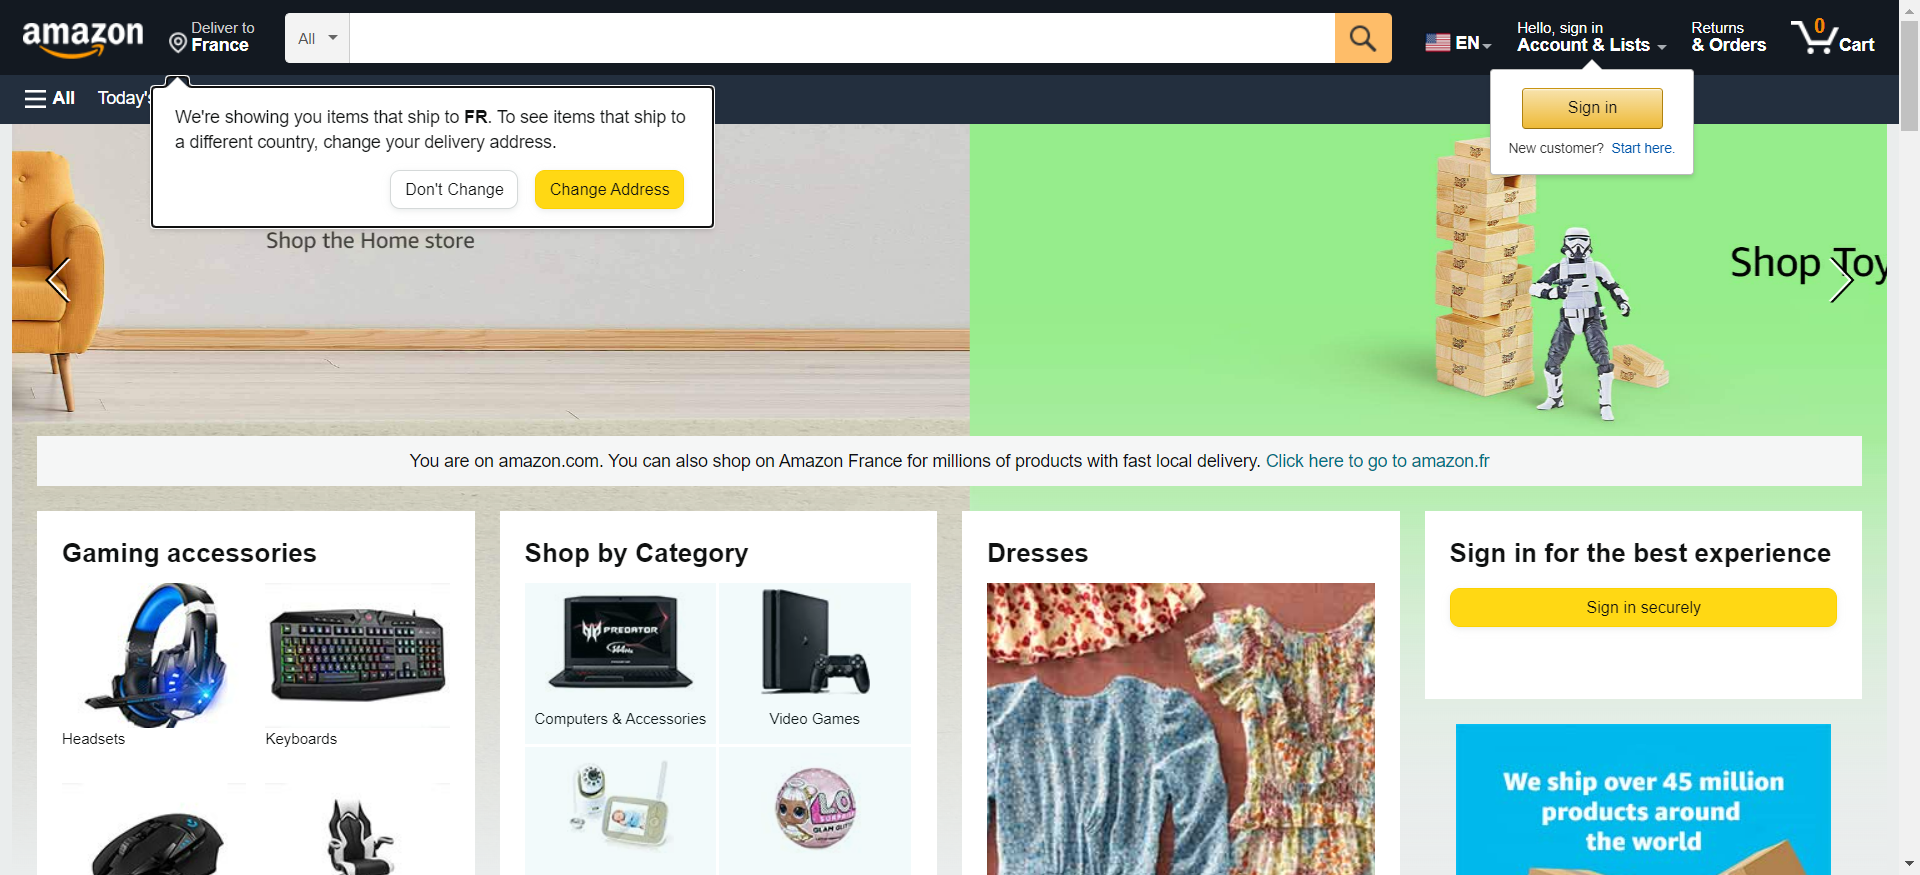 amazon
Deliver to
France
All
EN
Hello, sign in
Account & Lists
Returns
& Orders
0
Cart
All
Today's
We're showing you items that ship to FR. To see items that ship to
a different country, change your delivery address.
Don't Change
Change Address
Sign in
New customer? Start here.
Shop the Home store
Shop Toy
You are on amazon.com. You can also shop on Amazon France for millions of products with fast local delivery. Click here to go to amazon.fr
Gaming accessories
Headsets
Keyboards
Shop by Category
PREDATOR
144Hz
Computers & Accessories
Video Games
L.O.L.
SURPRISE
GLAM GLITTER
Dresses
Sign in for the best experience
Sign in securely
We ship over 45 million
products around
the world